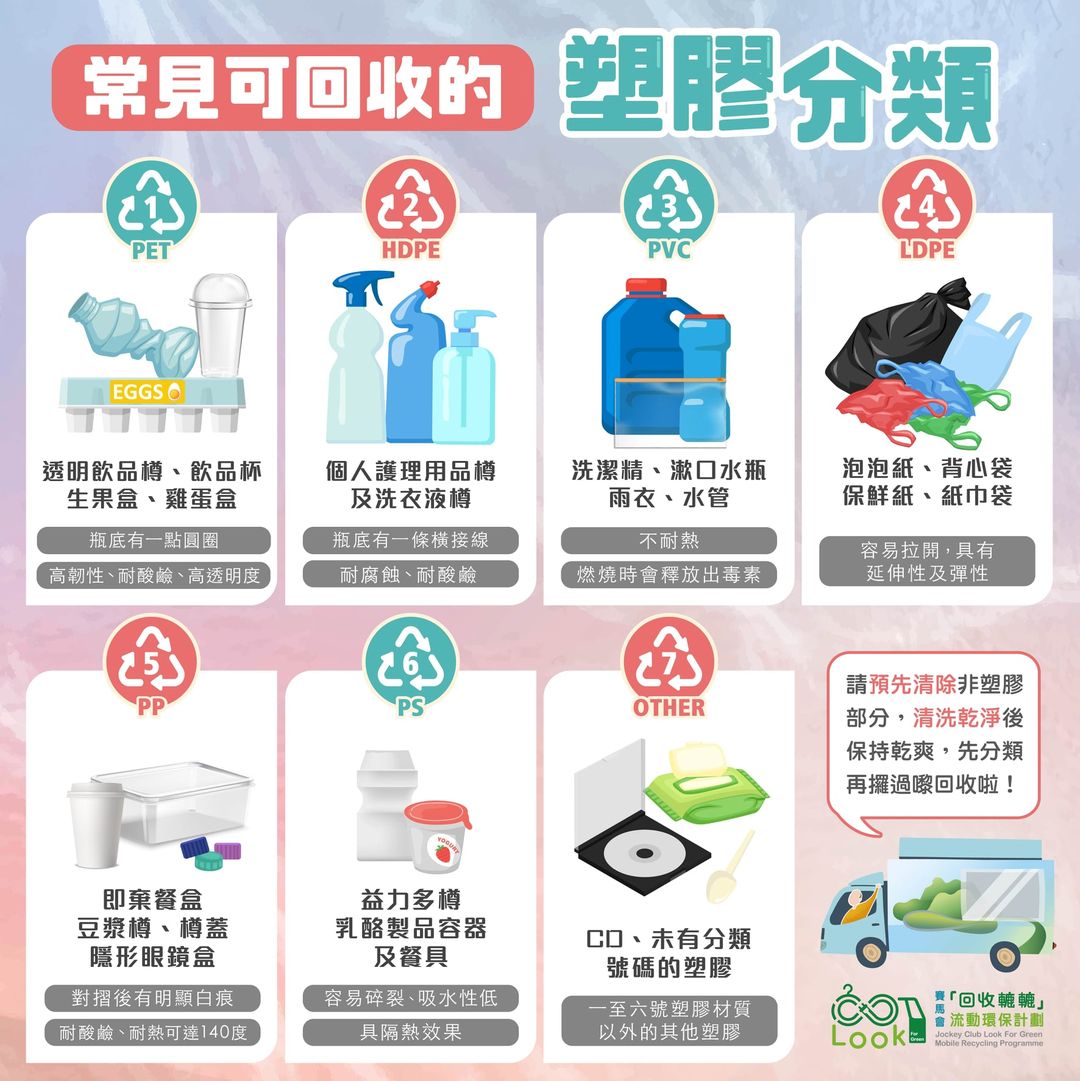 常見可回收的 塑膠分類
1
PET
EGGS
透明飲品樽、飲品杯
生果盒、雞蛋盒
瓶底有一點圓圈
高韌性、耐酸鹼、高透明度
2
HDPE
個人護理用品樽
及洗衣液樽
瓶底有一條橫接線
耐腐蝕、耐酸鹼
3
PVC
洗潔精、漱口水瓶
雨衣、水管
不耐熱
燃燒時會釋放出毒素
4
LDPE
泡泡紙、背心袋
保鮮紙、紙巾袋
容易拉開，具有
延伸性及彈性
5
PP
即棄餐盒
豆漿樽、樽蓋
隱形眼鏡盒
對摺後有明顯白痕
耐酸鹼、耐熱可達140度
6
PS
YOGURT
益力多樽
乳酪製品容器
及餐具
容易碎裂、吸水性低
具隔熱效果
7
OTHER
CD、未有分類
號碼的塑膠
一至六號塑膠材質
以外的其他塑膠
請預先清除非塑膠
部分，清洗乾淨後
保持乾爽，先分類
再攞過嚟回收啦！
Look
For
Green
賽馬會
「回收轆轆」
流動環保計劃
Jockey Club Look For Green
Mobile Recycling Programme